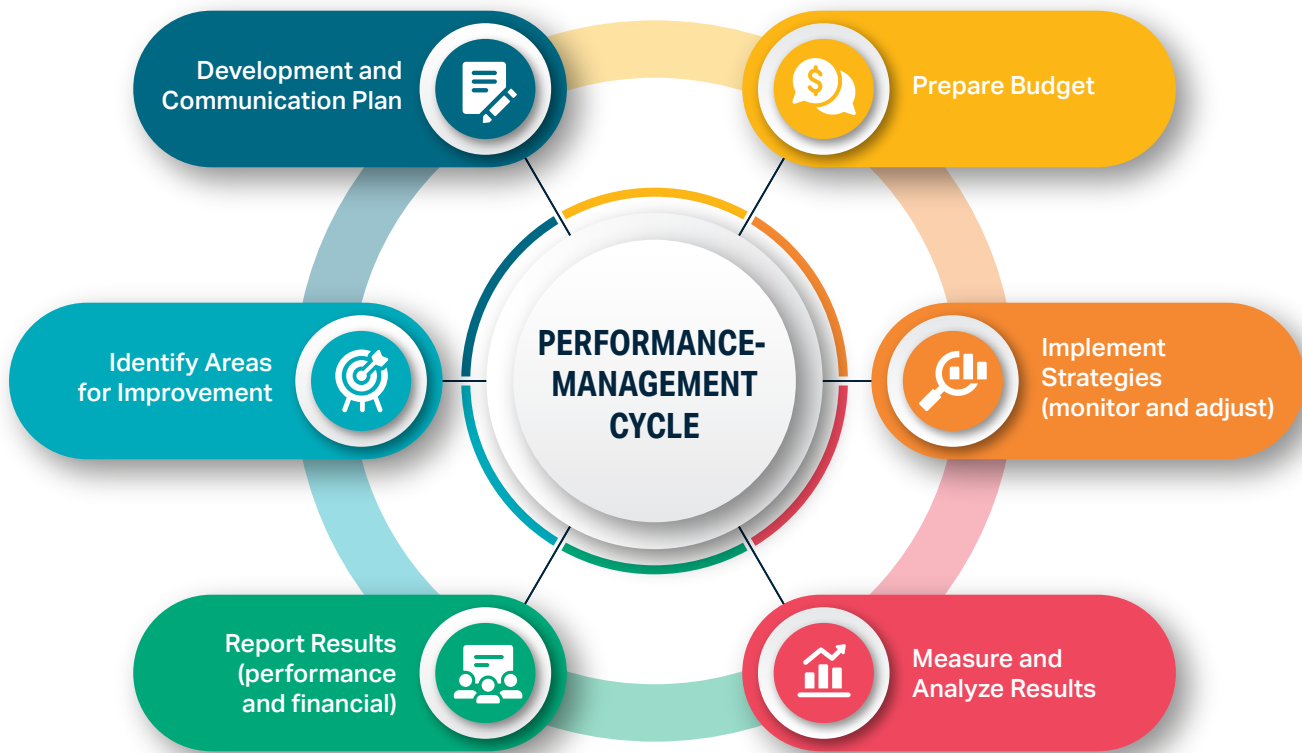 Development and
Communication Plan
$
Prepare Budget
Identify Areas
for Improvement
PERFORMANCE-
MANAGEMENT
CYCLE
Implement
Strategies
(monitor and adjust)
Report Results
(performance
and financial)
Measure and
Analyze Results